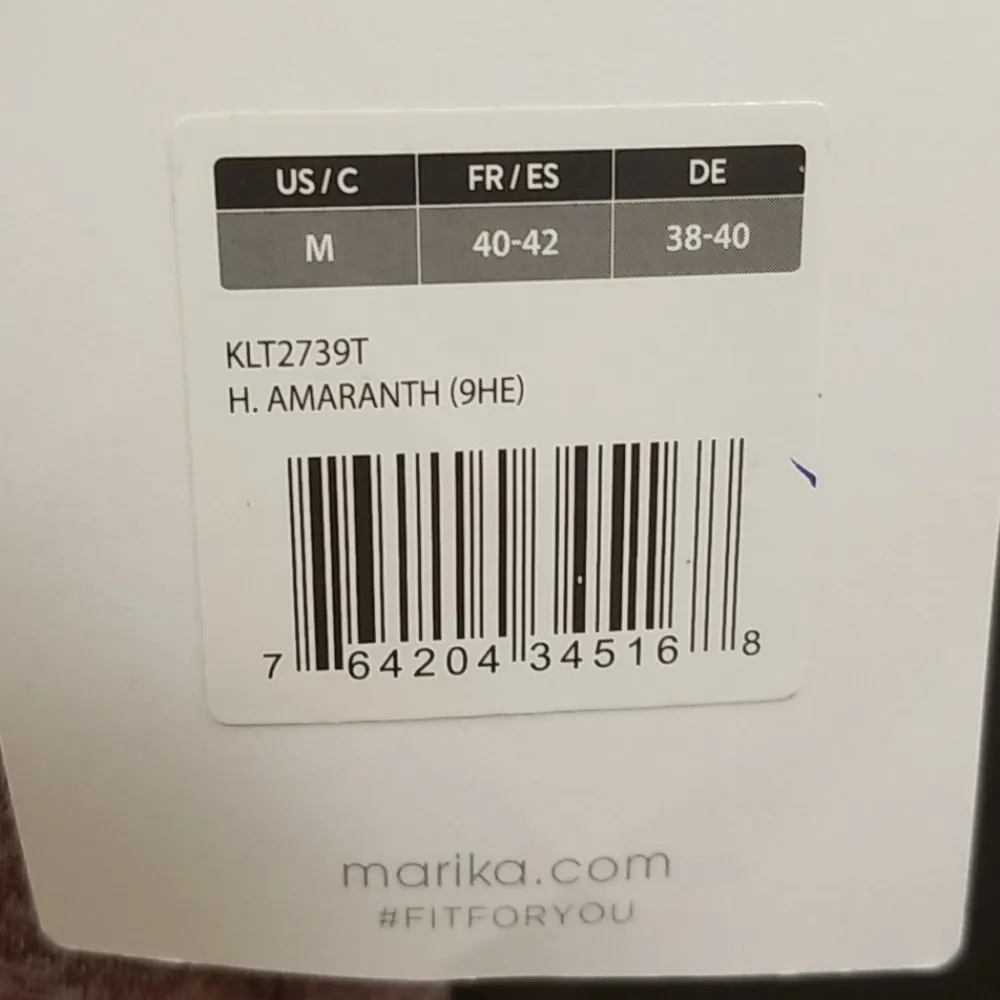 US / C FR / ES DE
M 40-42 38-40
KLT2739T
H. AMARANTH (9HE)
7 64204 34516 8
marika.com
#FITFORYOU